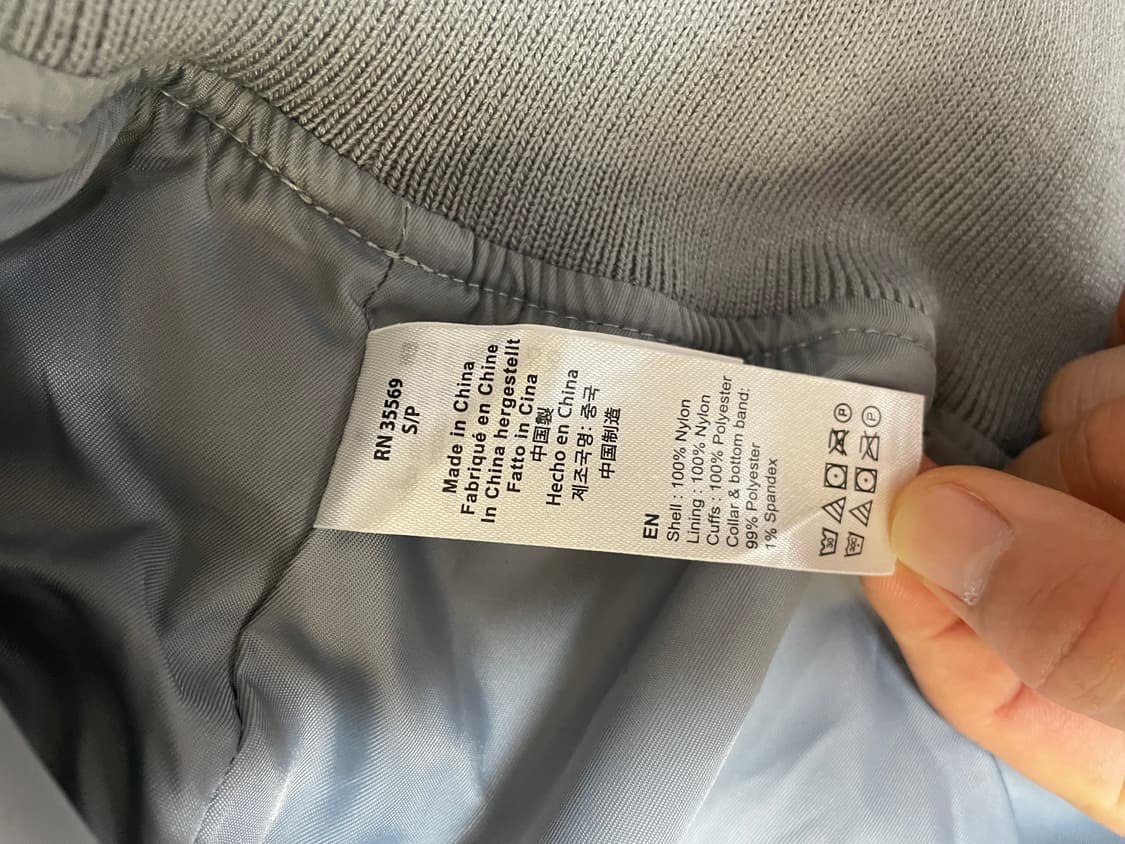 RN 35569
S/P
Made in China
Fabriqué en Chine
In China hergestellt
Fatto in Cina
中国製
Hecho en China
제조국명: 중국
中国制造
EN
Shell : 100% Nylon
Lining : 100% Nylon
Cuffs : 100% Polyester
Collar & bottom band:
99% Polyester
1% Spandex
30 P
P